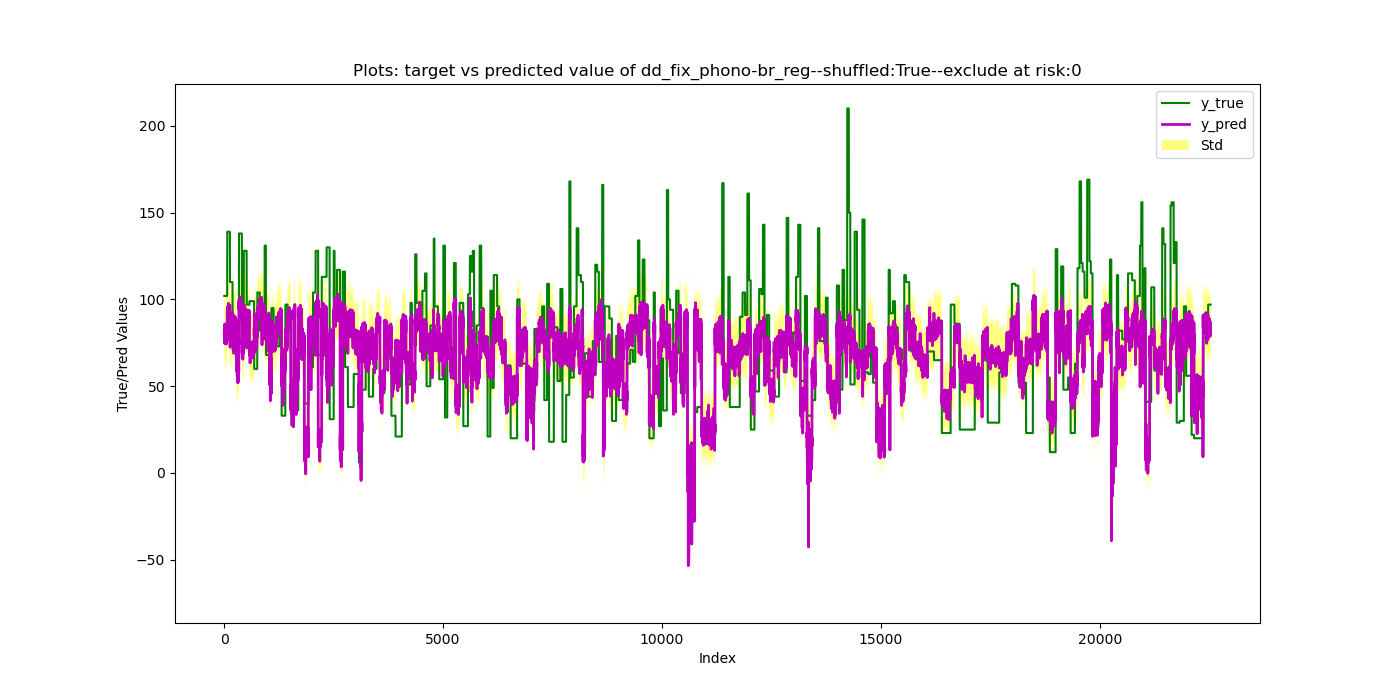 Plots: target vs predicted value of dd_fix_phono-br_reg--shuffled:True--exclude at risk:0
y_true
y_pred
Std
200
150
100
50
0
−50
True/Pred Values
0 5000 10000 15000 20000
Index